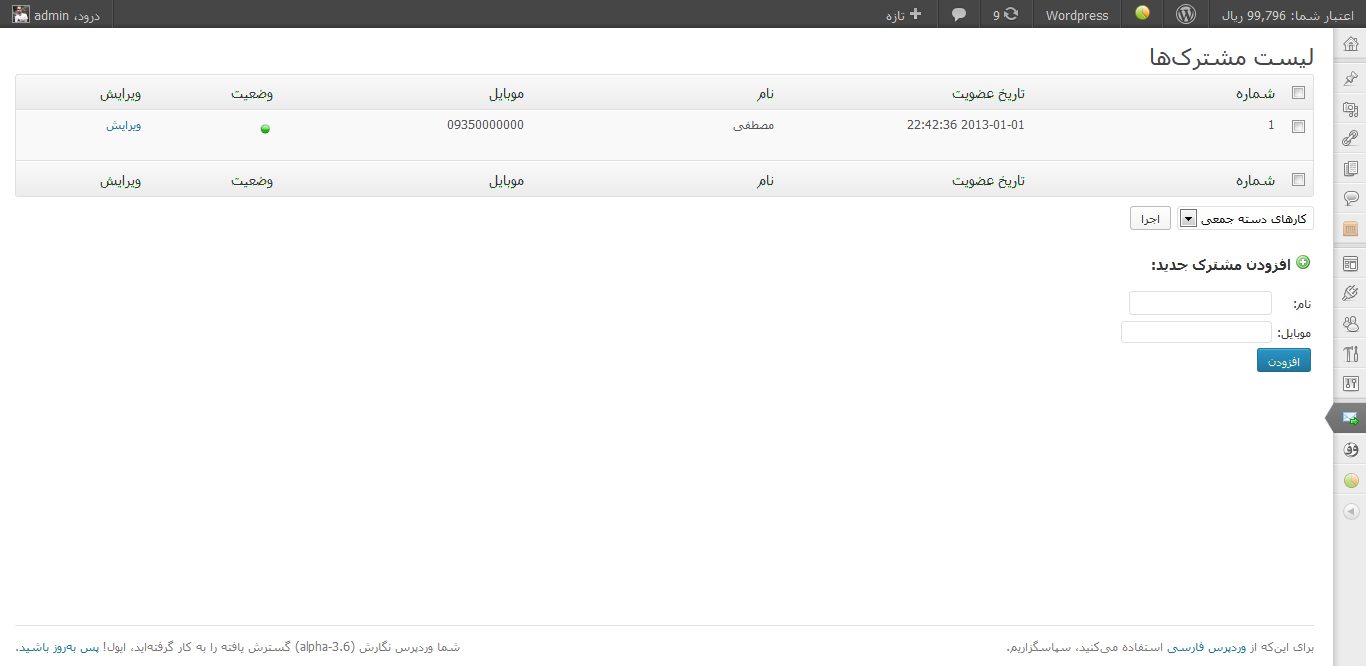 اعتبار شما: 99,796 ریال Wordpress 9 تازه درود، admin
لیست مشترک‌ها
شماره تاریخ عضویت نام موبایل وضعیت ویرایش
1 2013-01-01 22:42:36 مصطفی 09350000000 ویرایش
شماره تاریخ عضویت نام موبایل وضعیت ویرایش
کارهای دسته جمعی اجرا
افزودن مشترک جدید:
نام:
موبایل:
افزودن
برای این‌که از وردپرس فارسی استفاده می‌کنید، سپاسگزاریم. شما وردپرس نگارش (3.6-alpha) گسترش یافته را به کار گرفته‌اید، ایول! پس به‌روز باشید.